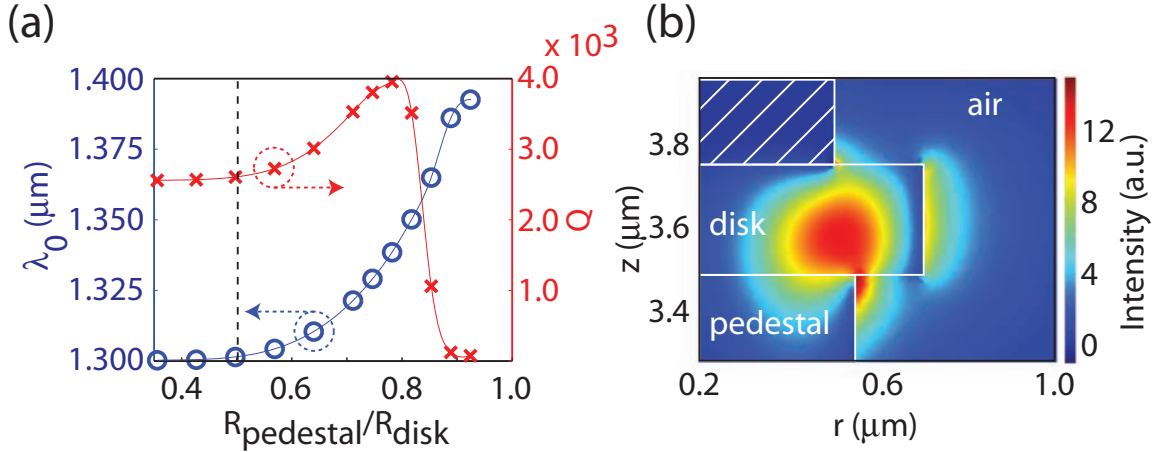 (a)
x 10³
1.400
1.375
1.350
1.325
1.300
λ0 (μm)
4.0
3.0
2.0
1.0
Q
0.4 0.6 0.8 1.0
Rpedestal/Rdisk
(b)
air
disk
pedestal
3.8
3.6
3.4
z (μm)
0.2 0.6 1.0
r (μm)
12
8
4
0
Intensity (a.u.)